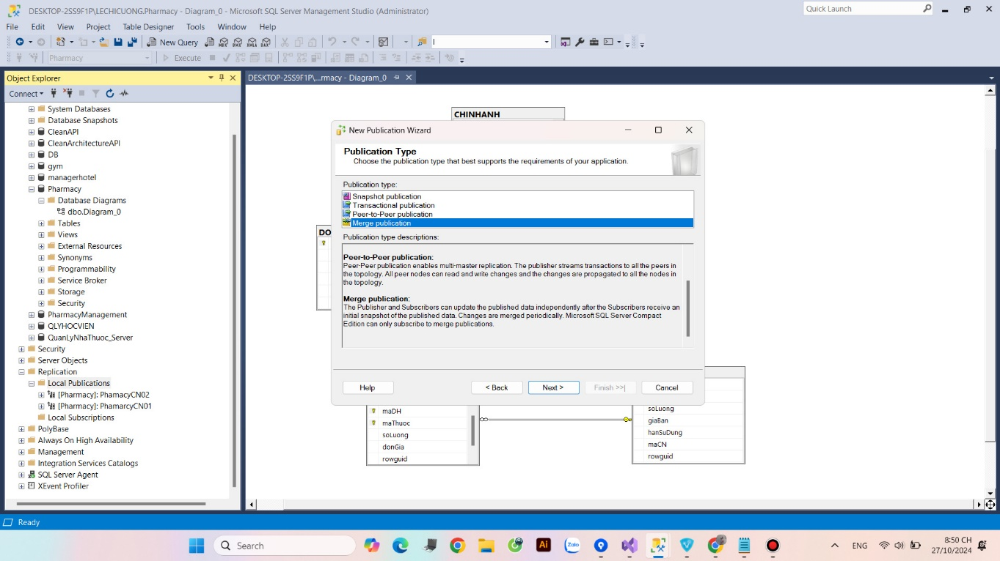 DESKTOP-2SS9F1P\LECHICUONG.Pharmacy - Diagram_0 - Microsoft SQL Server Management Studio (Administrator)
Quick Launch
File Edit View Project Table Designer Tools Window Help
New Query
MDX DMX XMLA DAX
Pharmacy
Execute
Object Explorer
DESKTOP-2SS9F1P\...rmacy - Diagram_0
Connect
System Databases
Database Snapshots
CleanAPI
CleanArchitectureAPI
DB
gym
managerhotel
Pharmacy
Database Diagrams
dbo.Diagram_0
Tables
Views
External Resources
Synonyms
Programmability
Service Broker
Storage
Security
PharmacyManagement
QLYHOCVIEN
QuanLyNhaThuoc_Server
Security
Server Objects
Replication
Local Publications
[Pharmacy]: PhamacyCN02
[Pharmacy]: PhamarcyCN01
Local Subscriptions
PolyBase
Always On High Availability
Management
Integration Services Catalogs
SQL Server Agent
XEvent Profiler
CHINHANH
DO
New Publication Wizard
Publication Type
Choose the publication type that best supports the requirements of your application.
Publication type:
Snapshot publication
Transactional publication
Peer-to-Peer publication
Merge publication
Publication type descriptions:
Peer-to-Peer publication:
Peer-Peer publication enables multi-master replication. The publisher streams transactions to all the peers in
the topology. All peer nodes can read and write changes and the changes are propagated to all the nodes in
the topology.
Merge publication:
The Publisher and Subscribers can update the published data independently after the Subscribers receive an
initial snapshot of the published data. Changes are merged periodically. Microsoft SQL Server Compact
Edition can only subscribe to merge publications.
Help
< Back
Next >
Finish >>|
Cancel
maDH
maThuoc
soLuong
donGia
rowguid
soLuong
giaBan
hanSuDung
maCN
rowguid
Ready
Search
Ai
Zalo
ENG
8:50 CH
27/10/2024